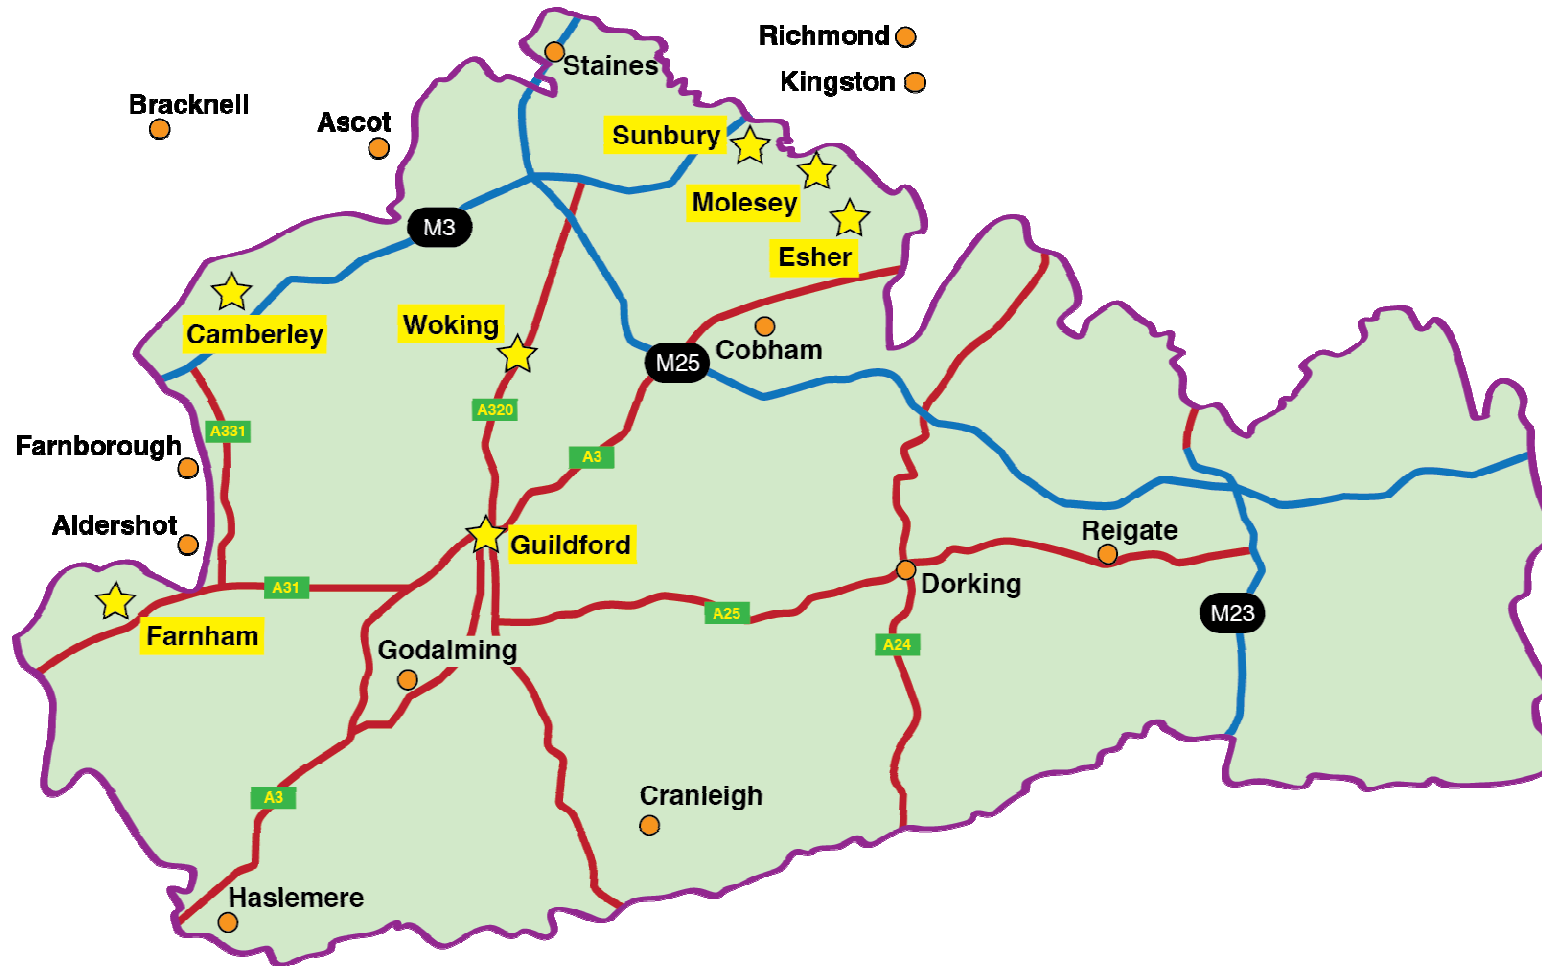 Richmond
Staines
Kingston
Bracknell
Ascot
Sunbury
Molesey
M3
Esher
Camberley
Woking
Cobham
M25
A320
A331
Farnborough
A3
Aldershot
Guildford
Reigate
Dorking
A31
A25
M23
Farnham
A24
Godalming
A3
Cranleigh
Haslemere